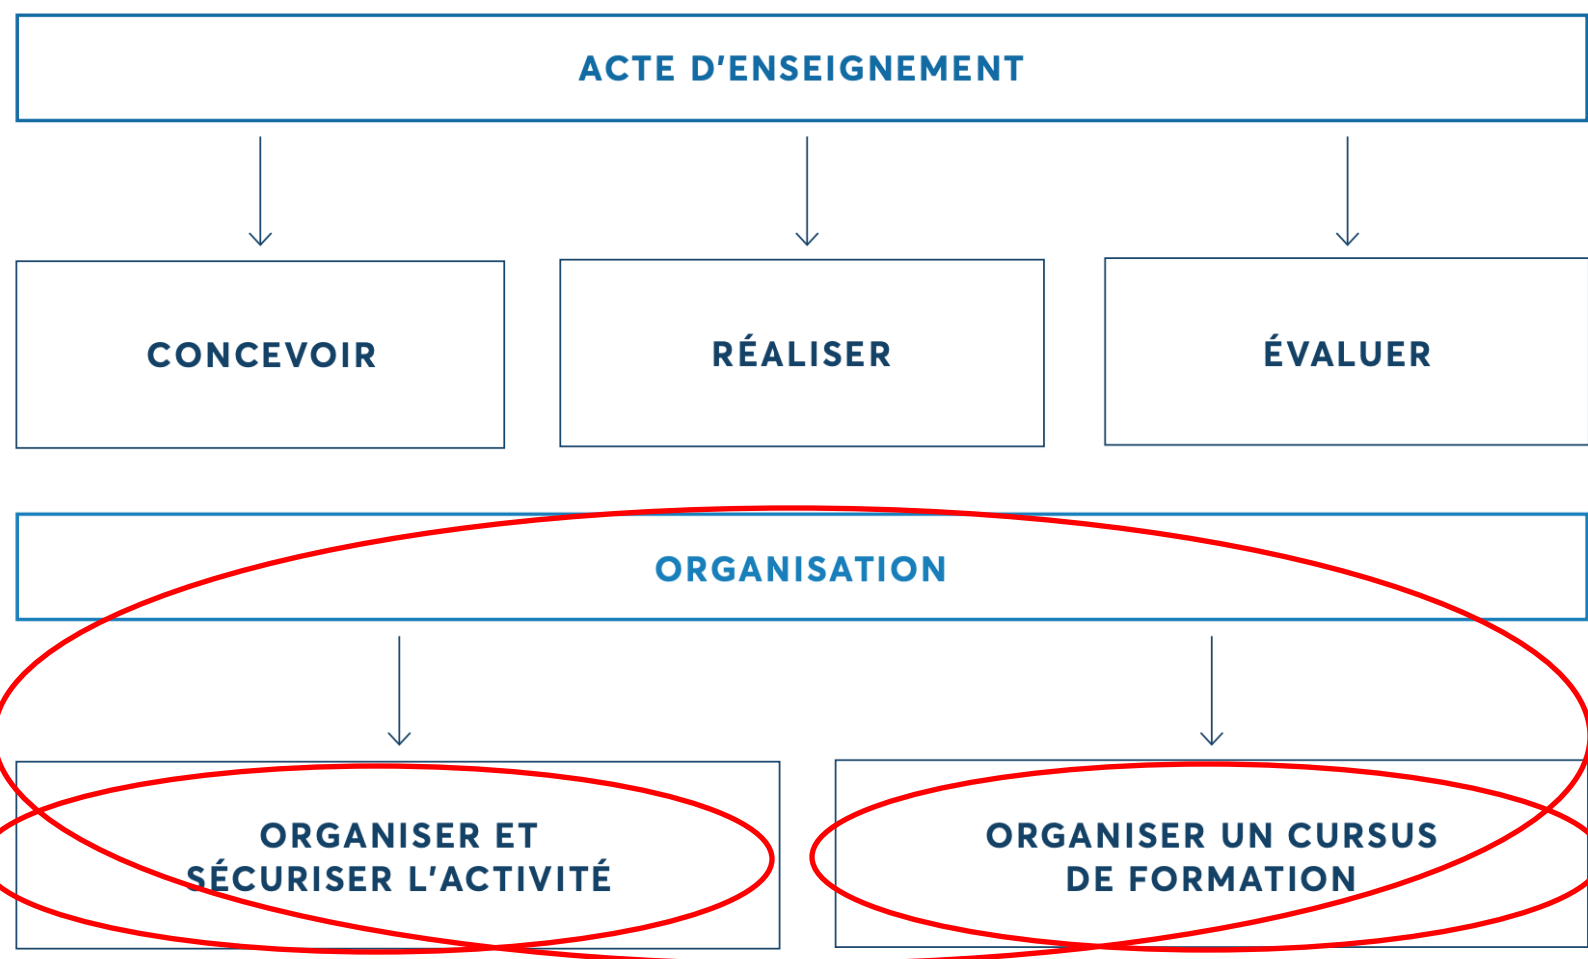 ACTE D'ENSEIGNEMENT
CONCEVOIR
RÉALISER
ÉVALUER
ORGANISATION
ORGANISER ET
SÉCURISER L'ACTIVITÉ
ORGANISER UN CURSUS
DE FORMATION